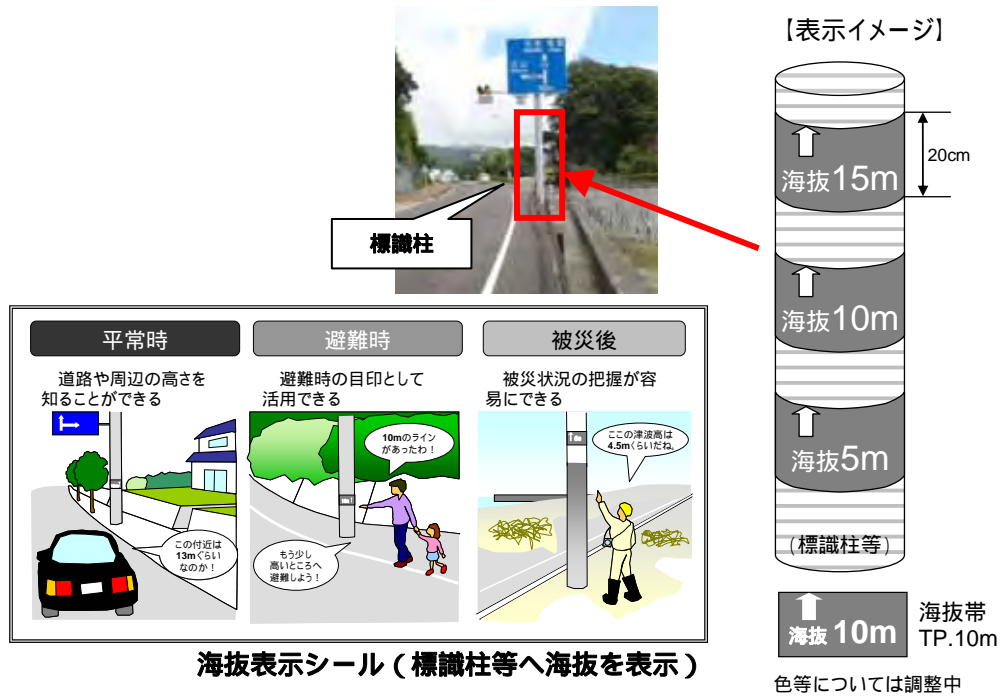 【表示イメージ】
標識柱
海抜15m
20cm
海抜10m
海抜5m
(標識柱等)
海抜 10m
海抜帯
TP.10m
色等については調整中
平常時
道路や周辺の高さを
知ることができる
この付近は
13mぐらい
なのか!
避難時
避難時の目印として
活用できる
10mのライン
があったわ!
もう少し
高いところへ
避難しよう!
被災後
被災状況の把握が容
易にできる
ここの津波高は
4.5mくらいだね。
海抜表示シール(標識柱等へ海抜を表示)